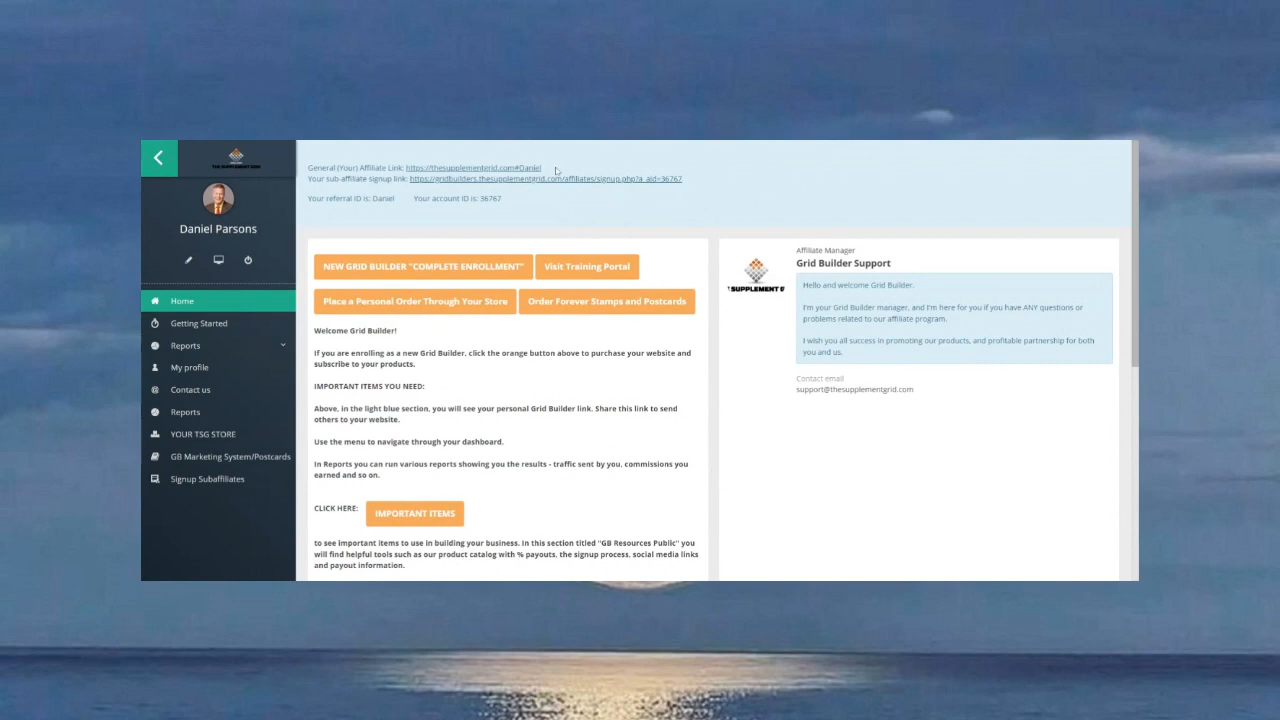 General (Your) Affiliate Link: https://thesupplementgrid.com#Daniel
Your sub-affiliate signup link: https://gridbuilders.thesupplementgrid.com/affiliates/signup.php?a_aid=36767
Your referral ID is: Daniel Your account ID is: 36767
THE SUPPLEMENT GRID
Daniel Parsons
Home
Getting Started
Reports
My profile
Contact us
Reports
YOUR TSG STORE
GB Marketing System/Postcards
Signup Subaffiliates
NEW GRID BUILDER "COMPLETE ENROLLMENT"
Visit Training Portal
Place a Personal Order Through Your Store
Order Forever Stamps and Postcards
Welcome Grid Builder!
If you are enrolling as a new Grid Builder, click the orange button above to purchase your website and
subscribe to your products.
IMPORTANT ITEMS YOU NEED:
Above, in the light blue section, you will see your personal Grid Builder link. Share this link to send
others to your website.
Use the menu to navigate through your dashboard.
In Reports you can run various reports showing you the results - traffic sent by you, commissions you
earned and so on.
CLICK HERE: IMPORTANT ITEMS
to see important items to use in building your business. In this section titled "GB Resources Public" you
will find helpful tools such as our product catalog with % payouts, the signup process, social media links
and payout information.
SUPPLEMENT
Affiliate Manager
Grid Builder Support
Hello and welcome Grid Builder.
I'm your Grid Builder manager, and I'm here for you if you have ANY questions or
problems related to our affiliate program.
I wish you all success in promoting our products, and profitable partnership for both
you and us.
Contact email
support@thesupplementgrid.com